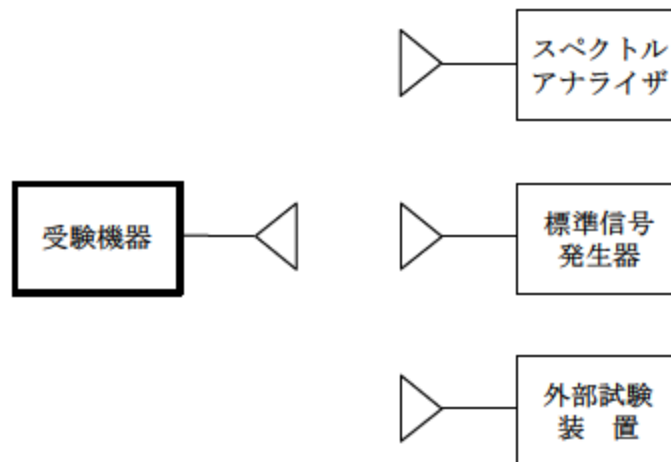 スペクトル
アナライザ
受験機器
標準信号
発生器
外部試験
装　置